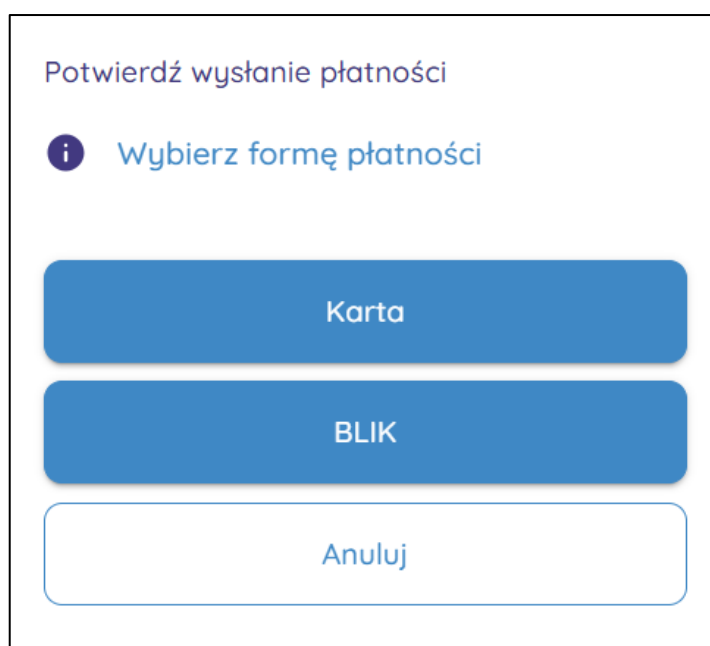 Potwierdź wysłanie płatności
Wybierz formę płatności
Karta
BLIK
Anuluj